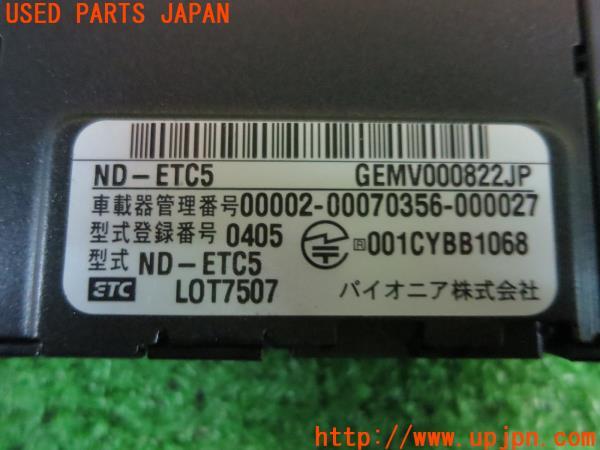 USED PARTS JAPAN
ND-ETC5 GEMV000822JP
車載器管理番号00002-00070356-000027
型式登録番号 0405 R 001CYBB1068
型式 ND-ETC5
ETC LOT7507 パイオニア株式会社
http://www.upjpn.com/